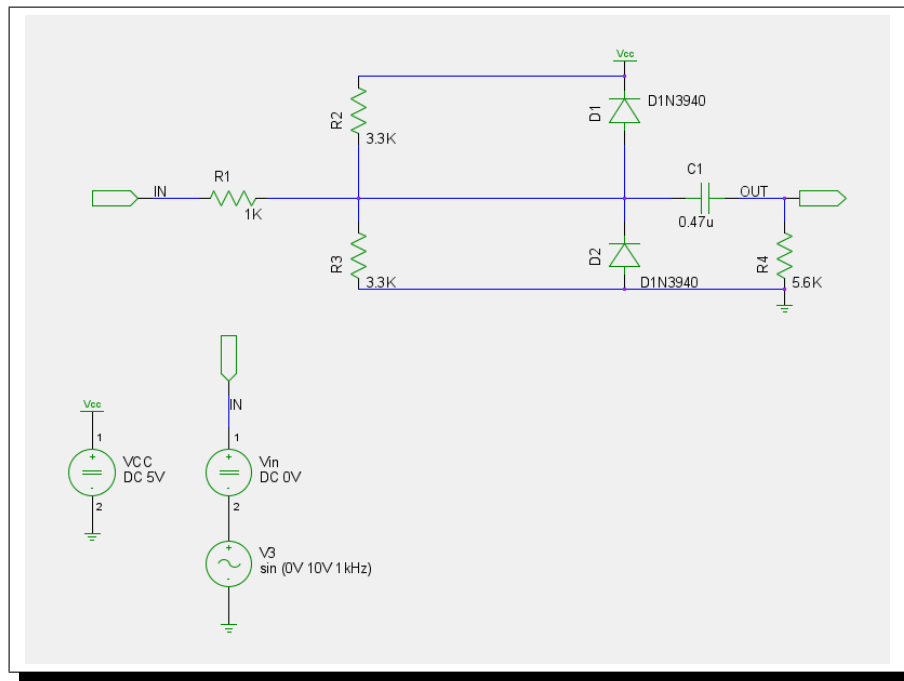 Vcc
D1
D1N3940
R2
3.3K
R1
C1
IN
OUT
1K
0.47u
R3
D2
R4
3.3K
D1N3940
5.6K
IN
Vcc
1
1
VCC
DC 5V
Vin
DC 0V
2
2
V3
sin (0V 10V 1kHz)